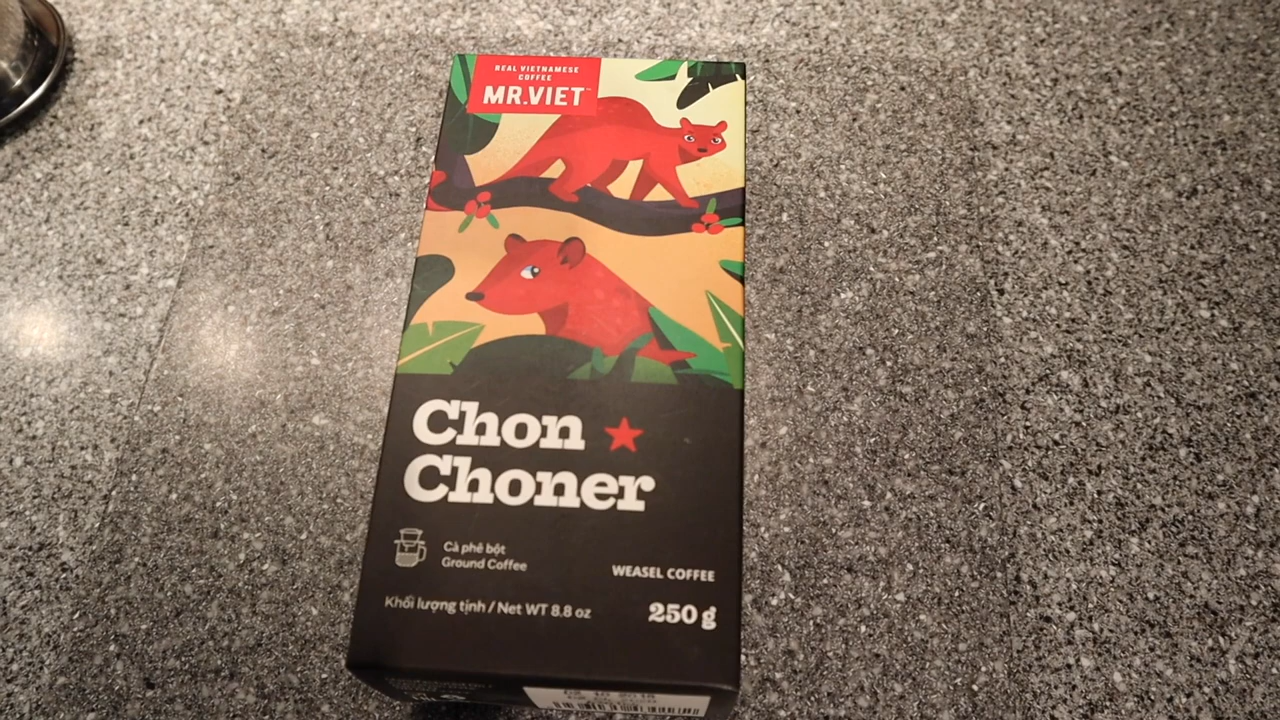 REAL VIETNAMESE
COFFEE
MR.VIET
Chon
Choner
Cà phê bột
Ground Coffee
WEASEL COFFEE
Khối lượng tịnh / Net WT 8.8 oz
250 g